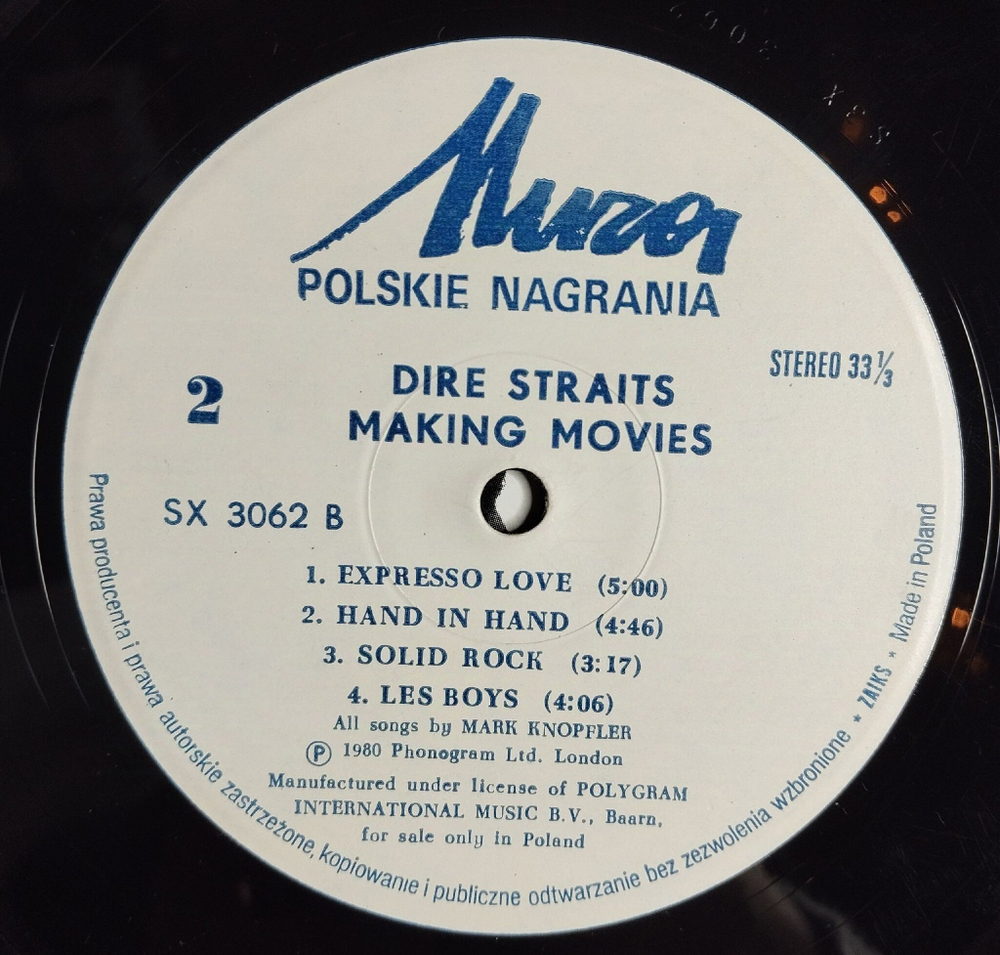 Muza
POLSKIE NAGRANIA
STEREO 33 1/3
2
DIRE STRAITS
MAKING MOVIES
SX 3062 B
1. EXPRESSO LOVE (5:00)
2. HAND IN HAND (4:46)
3. SOLID ROCK (3:17)
4. LES BOYS (4:06)
All songs by MARK KNOPFLER
Ⓟ 1980 Phonogram Ltd. London
Manufactured under license of POLYGRAM
INTERNATIONAL MUSIC B.V., Baarn,
for sale only in Poland
Prawa producenta i prawa autorskie zastrzeżone, kopiowanie i publiczne odtwarzanie bez zezwolenia wzbronione * ZAIKS * Made in Poland